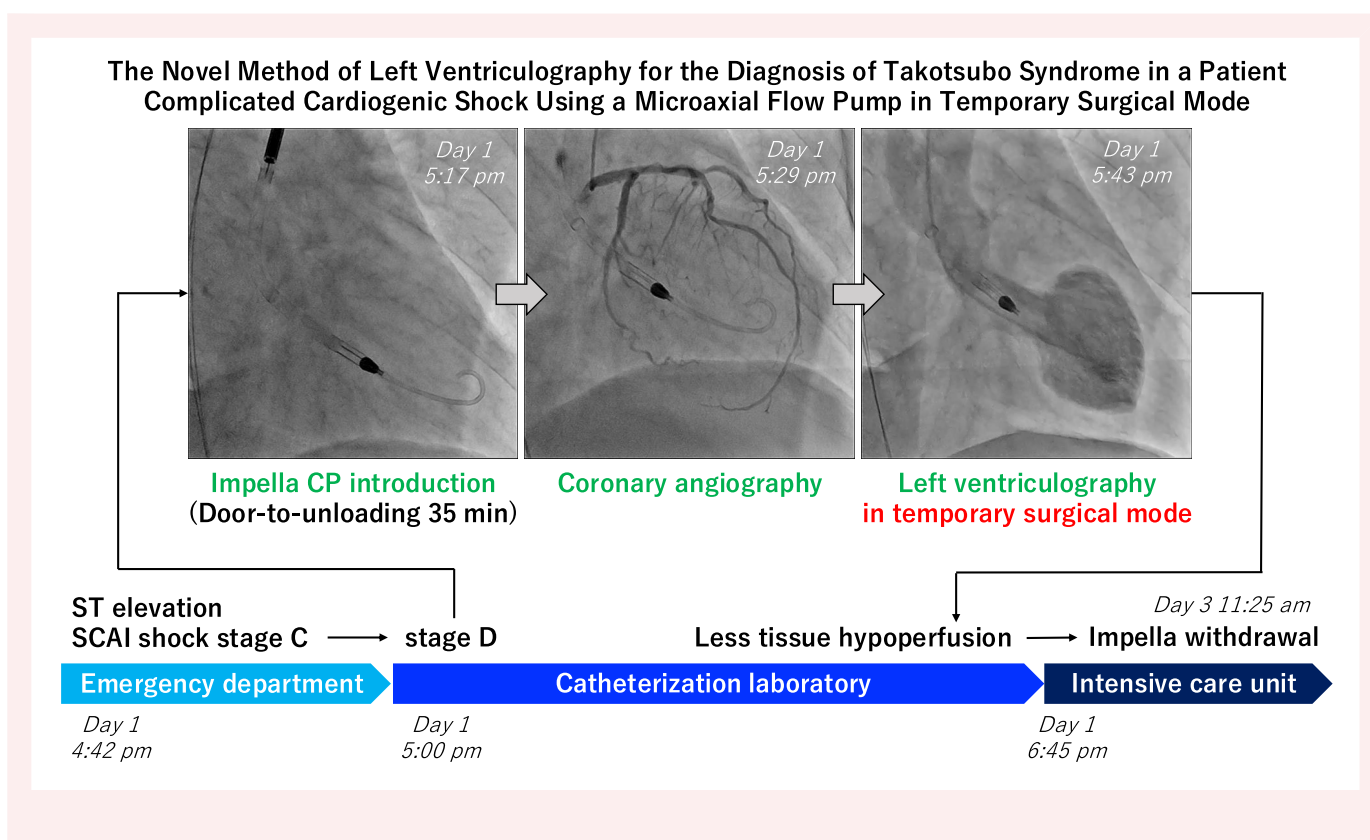 The Novel Method of Left Ventriculography for the Diagnosis of Takotsubo Syndrome in a Patient
Complicated Cardiogenic Shock Using a Microaxial Flow Pump in Temporary Surgical Mode
Day 1
5:17 pm
Day 1
5:29 pm
Day 1
5:43 pm
Impella CP introduction
(Door-to-unloading 35 min)
Coronary angiography
Left ventriculography
in temporary surgical mode
ST elevation
SCAI shock stage C
stage D
Less tissue hypoperfusion
Day 3 11:25 am
Impella withdrawal
Emergency department
Catheterization laboratory
Intensive care unit
Day 1
4:42 pm
Day 1
5:00 pm
Day 1
6:45 pm